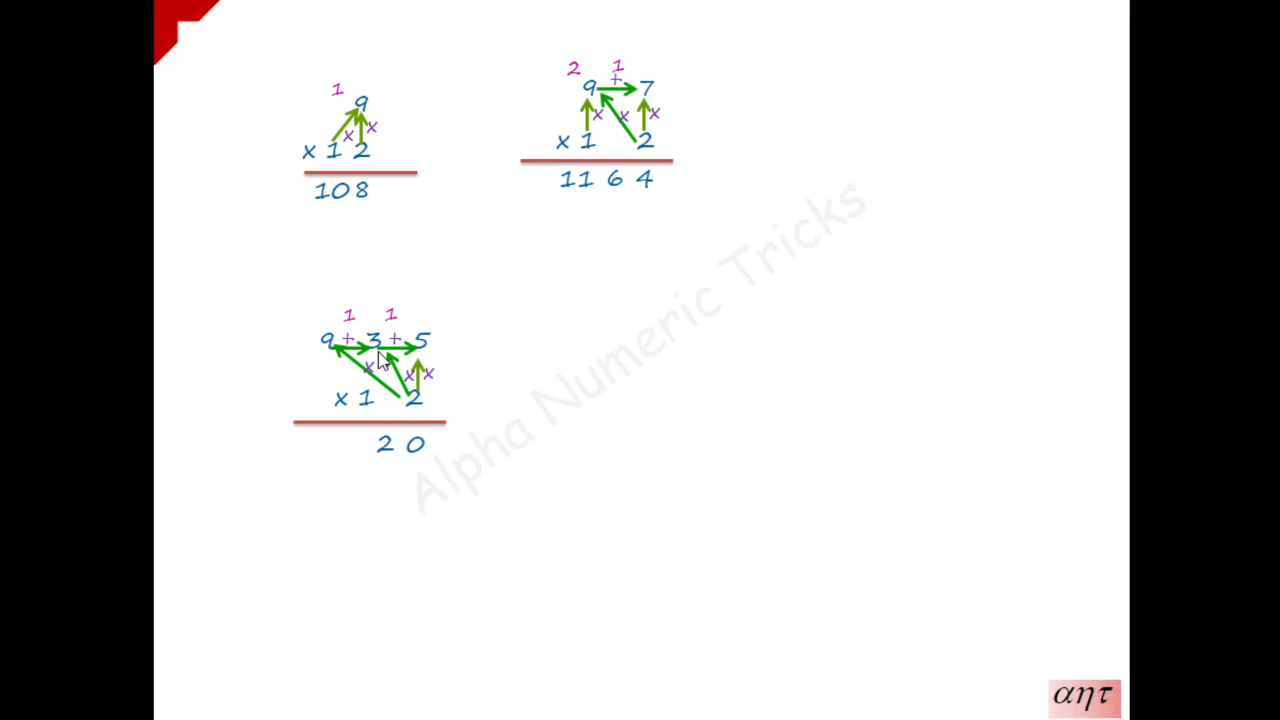 1
9
x 1 2
108
2 1
+
9 7
x x x
x 1 2
11 6 4
1 1
9 + 3 + 5
x x x
x 1 2
2 0
Alpha Numeric Tricks
αητ